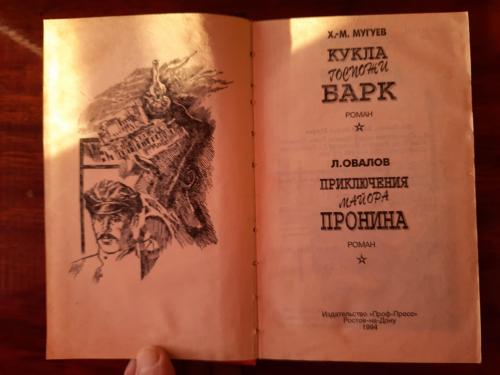 Х.-М. МУГУЕВ
КУКЛА
ГОСПОЖИ
БАРК
РОМАН
Л.ОВАЛОВ
ПРИКЛЮЧЕНИЯ
МАЙОРА
ПРОНИНА
РОМАН
Издательство «Проф-Пресс»
Ростов-на-Дону
1994